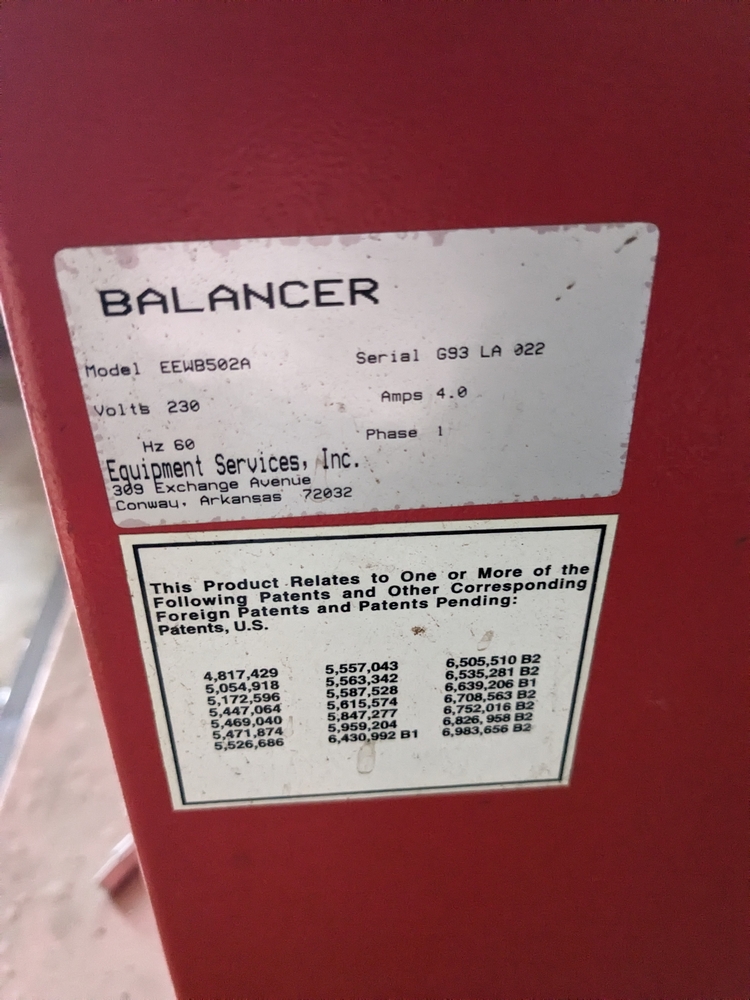 BALANCER
Model EEWB502A Serial G93 LA 022
Volts 230 Amps 4.0
Hz 60 Phase 1
Equipment Services, Inc.
309 Exchange Avenue
Conway, Arkansas 72032
This Product Relates to One or More of the
Following Patents and Other Corresponding
Foreign Patents and Patents Pending:
Patents, U.S.
4,817,429 5,557,043 6,505,510 B2
5,054,918 5,563,342 6,535,281 B2
5,172,596 5,587,528 6,639,206 B1
5,447,064 5,615,574 6,708,563 B2
5,469,040 5,847,277 6,752,016 B2
5,471,874 5,959,204 6,826,958 B2
5,526,686 6,430,992 B1 6,983,656 B2